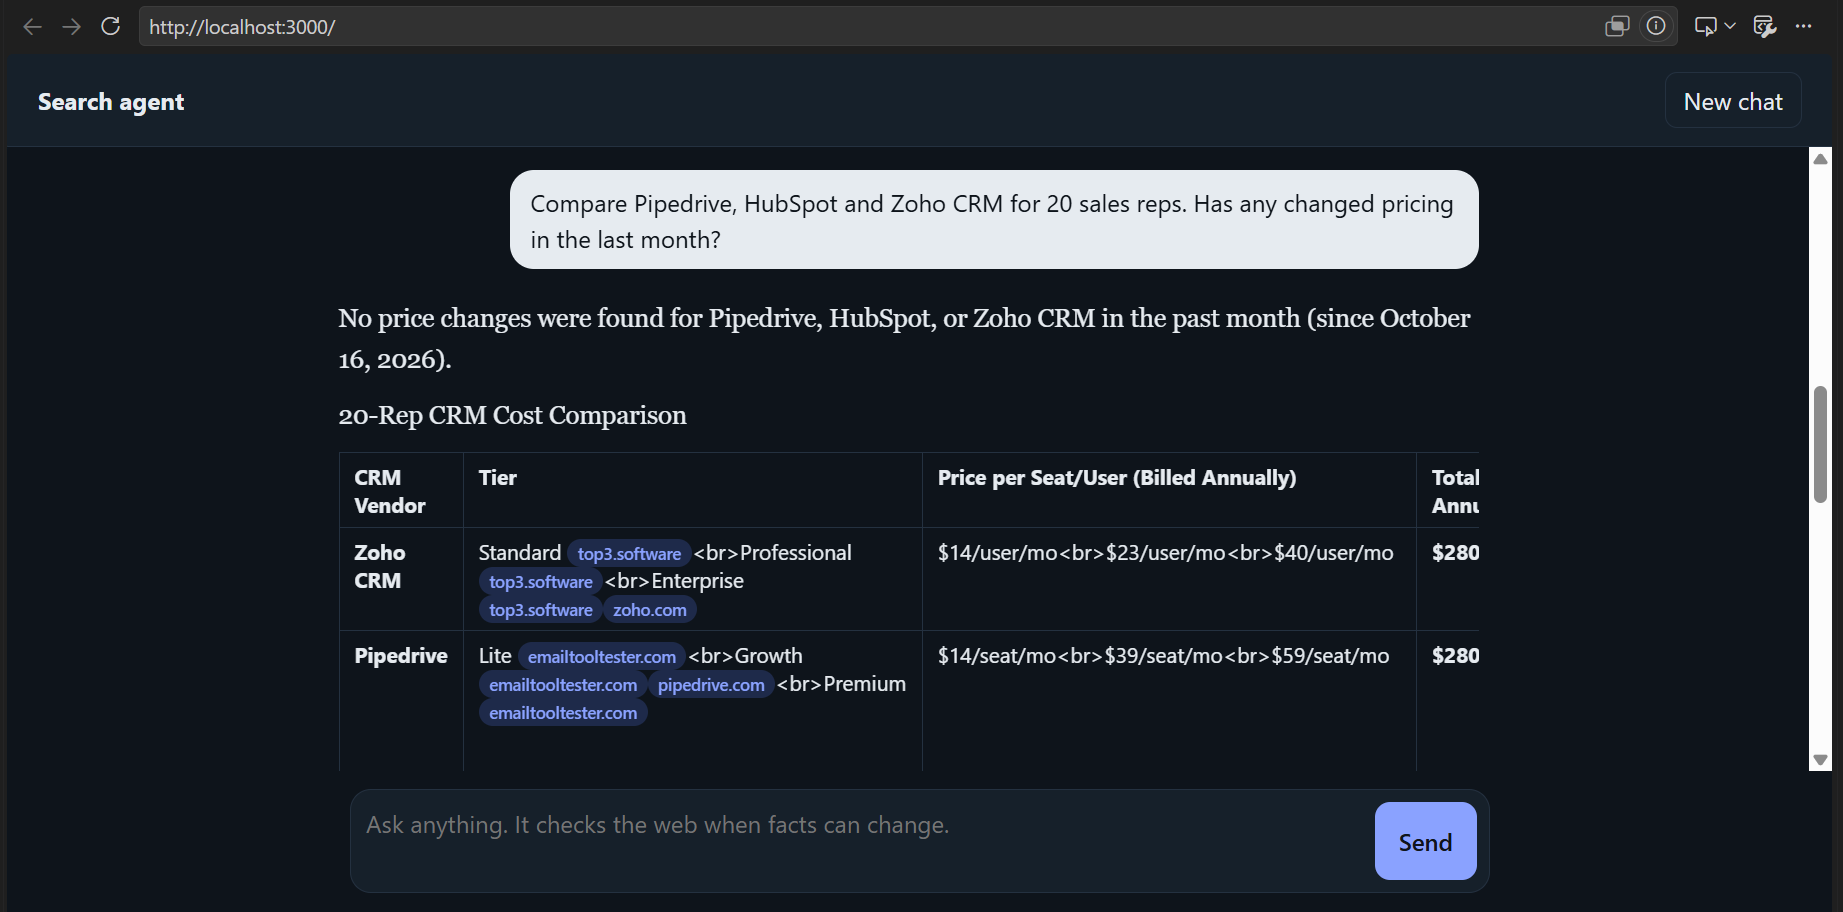 http://localhost:3000/
Search agent
New chat
Compare Pipedrive, HubSpot and Zoho CRM for 20 sales reps. Has any changed pricing
in the last month?
No price changes were found for Pipedrive, HubSpot, or Zoho CRM in the past month (since October
16, 2026).
20-Rep CRM Cost Comparison
CRM Vendor
Tier
Price per Seat/User (Billed Annually)
Total
Annu
Zoho CRM
Standard top3.software <br>Professional
top3.software <br>Enterprise
top3.software zoho.com
$14/user/mo<br>$23/user/mo<br>$40/user/mo
$280
Pipedrive
Lite emailtooltester.com <br>Growth
emailtooltester.com pipedrive.com <br>Premium
emailtooltester.com
$14/seat/mo<br>$39/seat/mo<br>$59/seat/mo
$280
Ask anything. It checks the web when facts can change.
Send